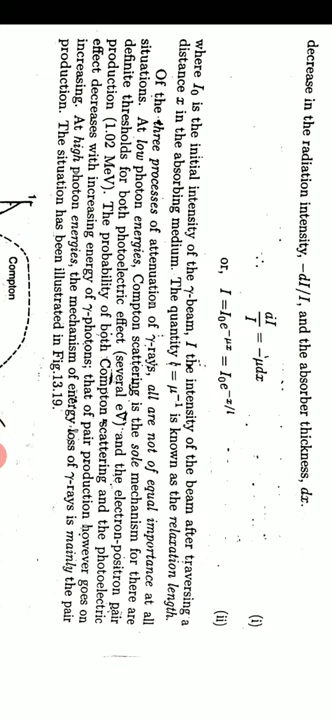 decrease in the radiation intensity, −dI/I, and the absorber thickness, dx.
∴ dI/I = −μdx (i)
or, I = I₀e^−μx = I₀e^−x/l (ii)
where I₀ is the initial intensity of the γ-beam, I the intensity of the beam after traversing a
distance x in the absorbing medium. The quantity l = μ⁻¹ is known as the relaxation length.
Of the three processes of attenuation of γ-rays, all are not of equal importance at all
situations. At low photon energies, Compton scattering is the sole mechanism for there are
definite thresholds for both photoelectric effect (several eV) and the electron-positron pair
production (1.02 MeV). The probability of both Compton scattering and the photoelectric
effect decreases with increasing energy of γ-photons; that of pair production however goes on
increasing. At high photon energies, the mechanism of energy loss of γ-rays is mainly the pair
production. The situation has been illustrated in Fig.13.19.
1
Compton